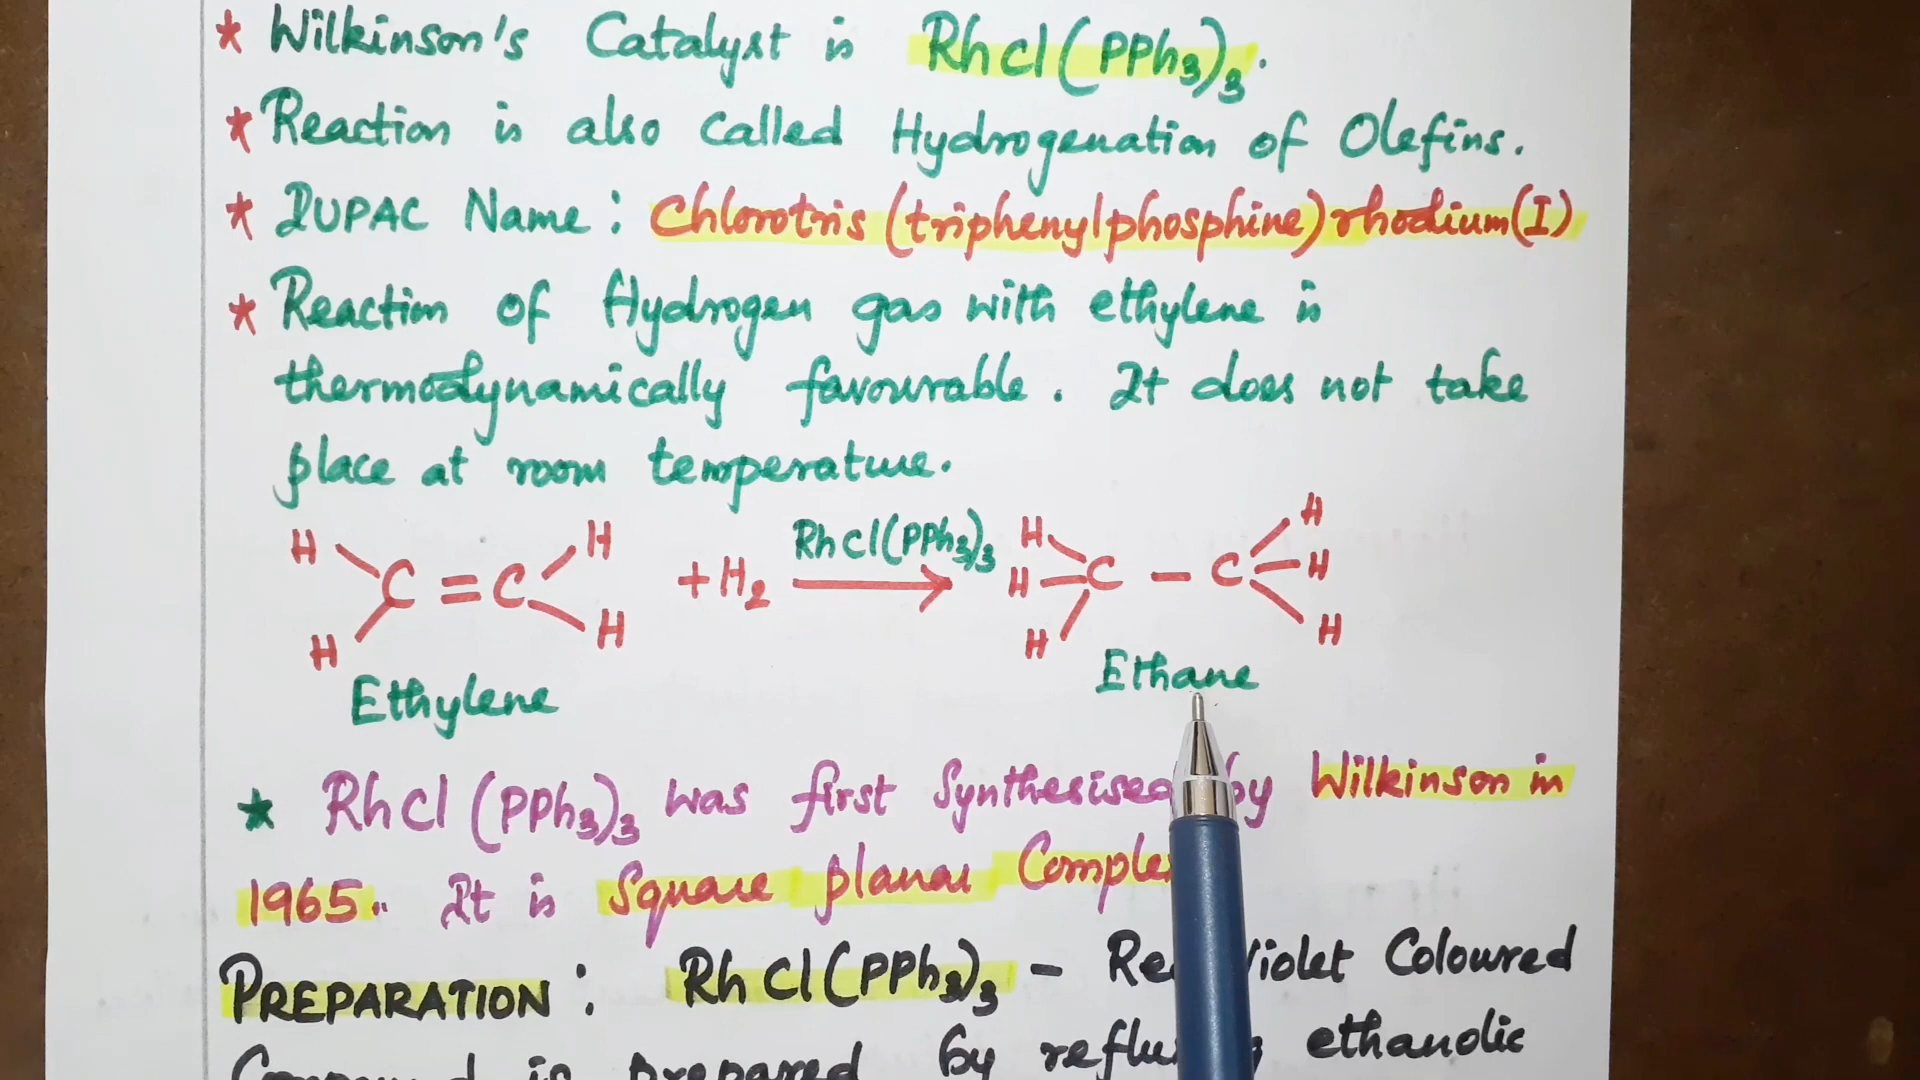 * Wilkinson's Catalyst is RhCl(PPh3)3.
* Reaction is also called Hydrogenation of Olefins.
* IUPAC Name: Chlorotris(triphenylphosphine)rhodium(I)
* Reaction of Hydrogen gas with ethylene is
thermodynamically favourable. It does not take
place at room temperature.
H H RhCl(PPh3)3 H H
C=C +H2 → H C - C H
H H H H
Ethylene Ethane
* RhCl(PPh3)3 was first Synthesised by Wilkinson in
1965. It is Square planar
PREPARATION: RhCl(PPh3)3 - Coloured
by ethanolic